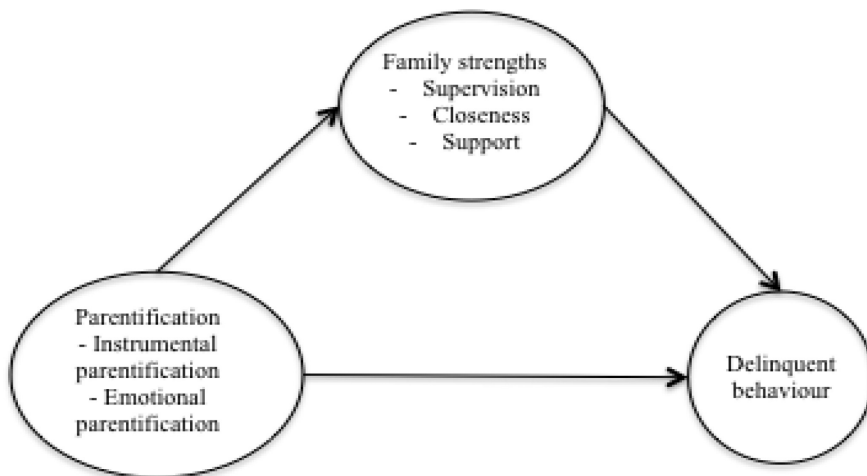 Family strengths
- Supervision
- Closeness
- Support
Parentification
- Instrumental
parentification
- Emotional
parentification
Delinquent
behaviour